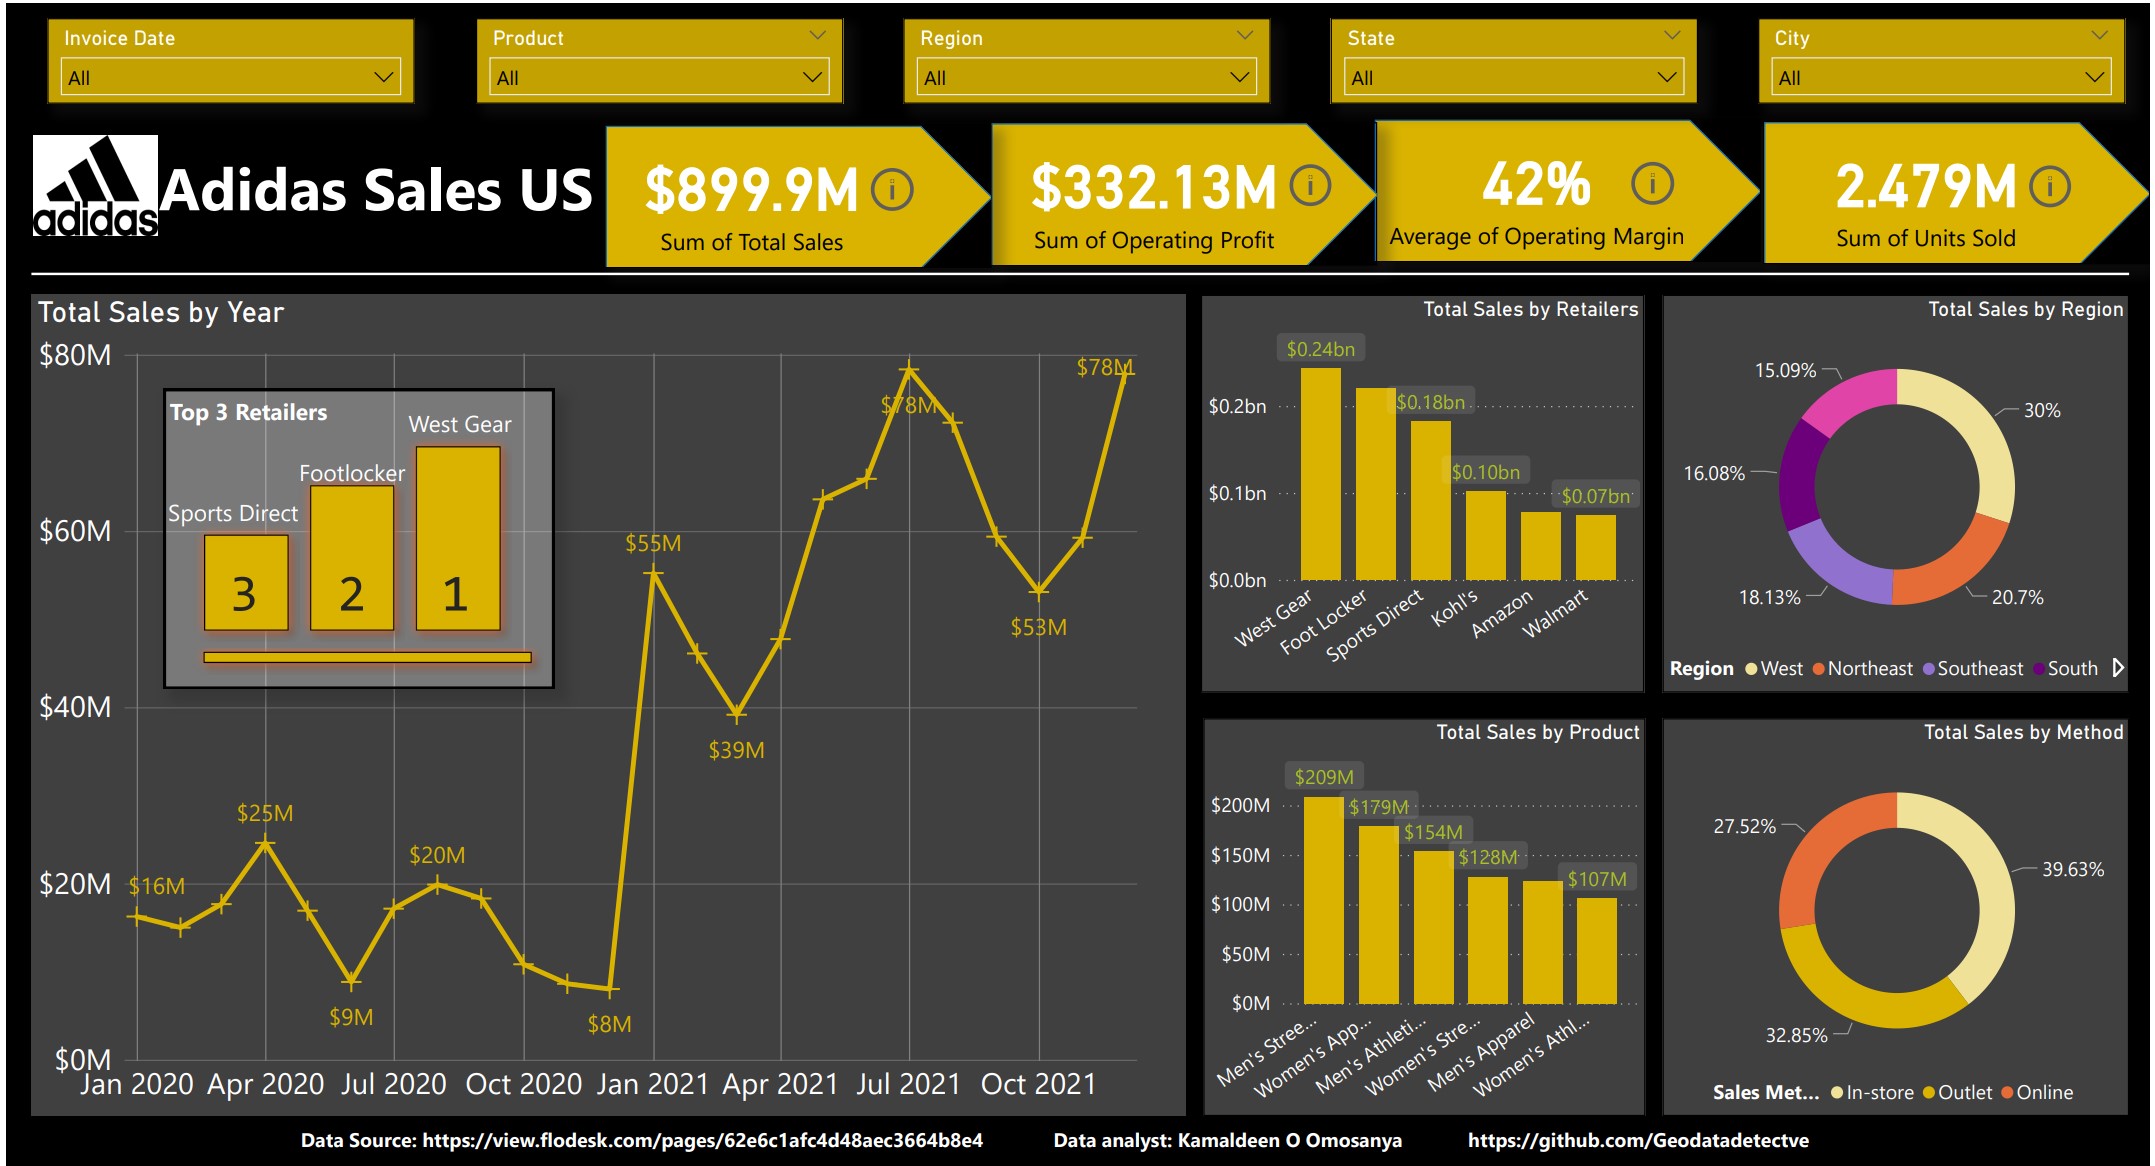 Invoice Date
All
Product
All
Region
All
State
All
City
All
adidas
Adidas Sales US
$899.9M
Sum of Total Sales
$332.13M
Sum of Operating Profit
42%
Average of Operating Margin
2.479M
Sum of Units Sold
Total Sales by Year
$80M
$60M
$40M
$20M
$0M
$16M
$25M
$9M
$20M
$8M
$55M
$39M
$78M
$53M
$78M
Jan 2020 Apr 2020 Jul 2020 Oct 2020 Jan 2021 Apr 2021 Jul 2021 Oct 2021
Top 3 Retailers
West Gear
Footlocker
Sports Direct
3 2 1
Total Sales by Retailers
$0.24bn
$0.18bn
$0.10bn
$0.07bn
$0.2bn
$0.1bn
$0.0bn
West Gear
Foot Locker
Sports Direct
Kohl's
Amazon
Walmart
Total Sales by Region
15.09%
30%
16.08%
18.13%
20.7%
Region West Northeast Southeast South
Total Sales by Product
$209M
$179M
$154M
$128M
$107M
$200M
$150M
$100M
$50M
$0M
Men's Stree...
Women's App...
Men's Athleti...
Women's Stre...
Men's Apparel
Women's Athl...
Total Sales by Method
27.52%
39.63%
32.85%
Sales Met... In-store Outlet Online
Data Source: https://view.flodesk.com/pages/62e6c1afc4d48aec3664b8e4
Data analyst: Kamaldeen O Omosanya
https://github.com/Geodatadetectve